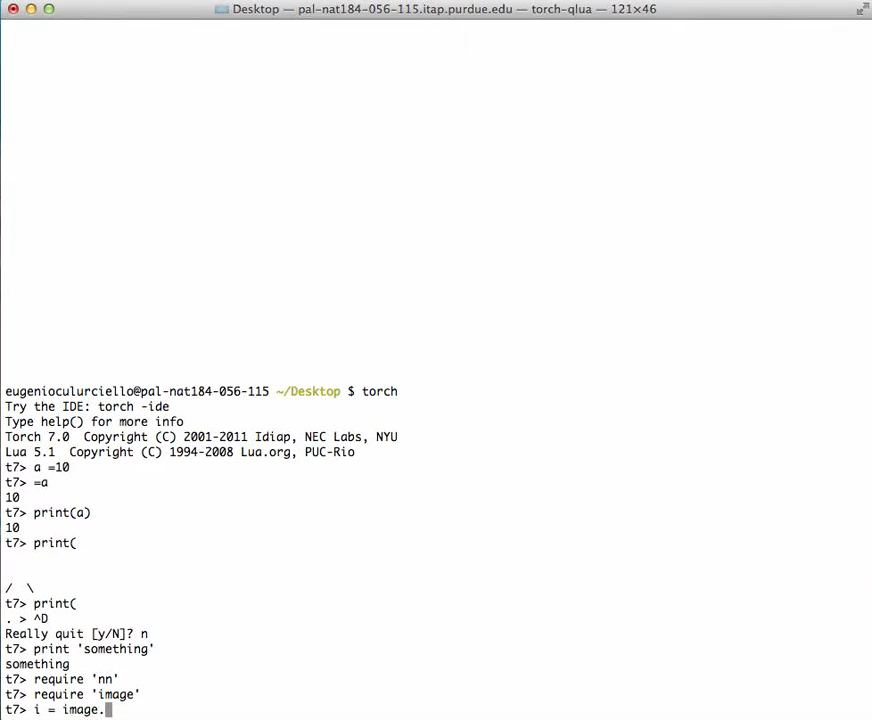 Desktop — pal-nat184-056-115.itap.purdue.edu — torch-qlua — 121×46
eugenioculurciello@pal-nat184-056-115 ~/Desktop $ torch
Try the IDE: torch -ide
Type help() for more info
Torch 7.0  Copyright (C) 2001-2011 Idiap, NEC Labs, NYU
Lua 5.1  Copyright (C) 1994-2008 Lua.org, PUC-Rio
t7> a =10
t7> =a
10
t7> print(a)
10
t7> print(
/  \
t7> print(
. > ^D
Really quit [y/N]? n
t7> print 'something'
something
t7> require 'nn'
t7> require 'image'
t7> i = image.